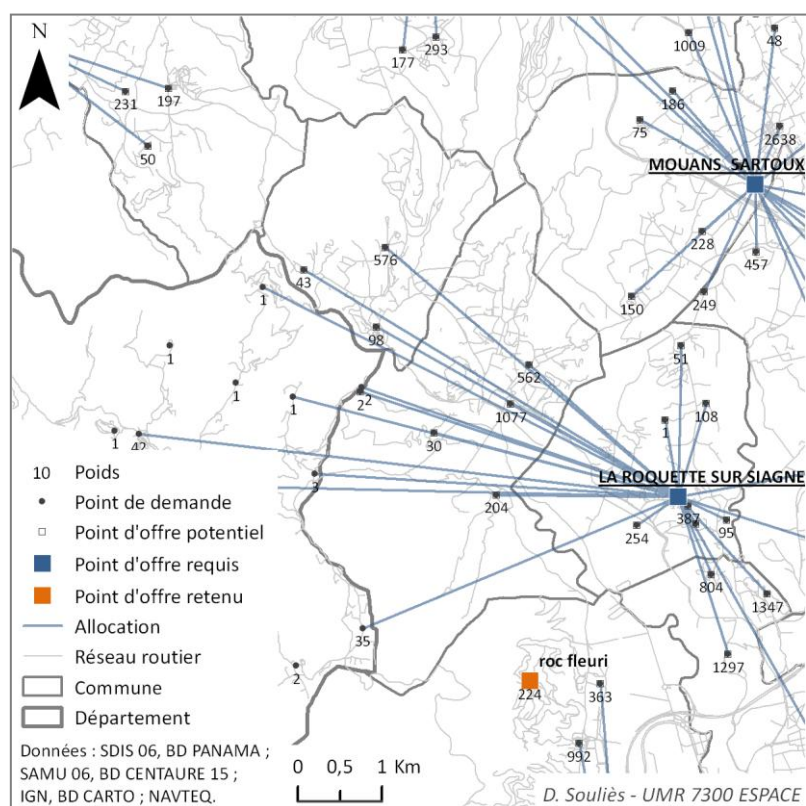 N
293
177
1009
48
231
197
186
75
2638
50
MOUANS SARTOUX
228
576
457
43
1
150
249
98
1
51
562
1
1
2
2
1077
108
1
1
42
30
3
LA ROQUETTE SUR SIAGNE
204
387
254
95
804
1347
35
1297
2
roc fleuri
224
363
992
10 Poids
Point de demande
Point d'offre potentiel
Point d'offre requis
Point d'offre retenu
Allocation
Réseau routier
Commune
Département
Données : SDIS 06, BD PANAMA ;
SAMU 06, BD CENTAURE 15 ;
IGN, BD CARTO ; NAVTEQ.
0 0,5 1 Km
D. Souliès - UMR 7300 ESPACE